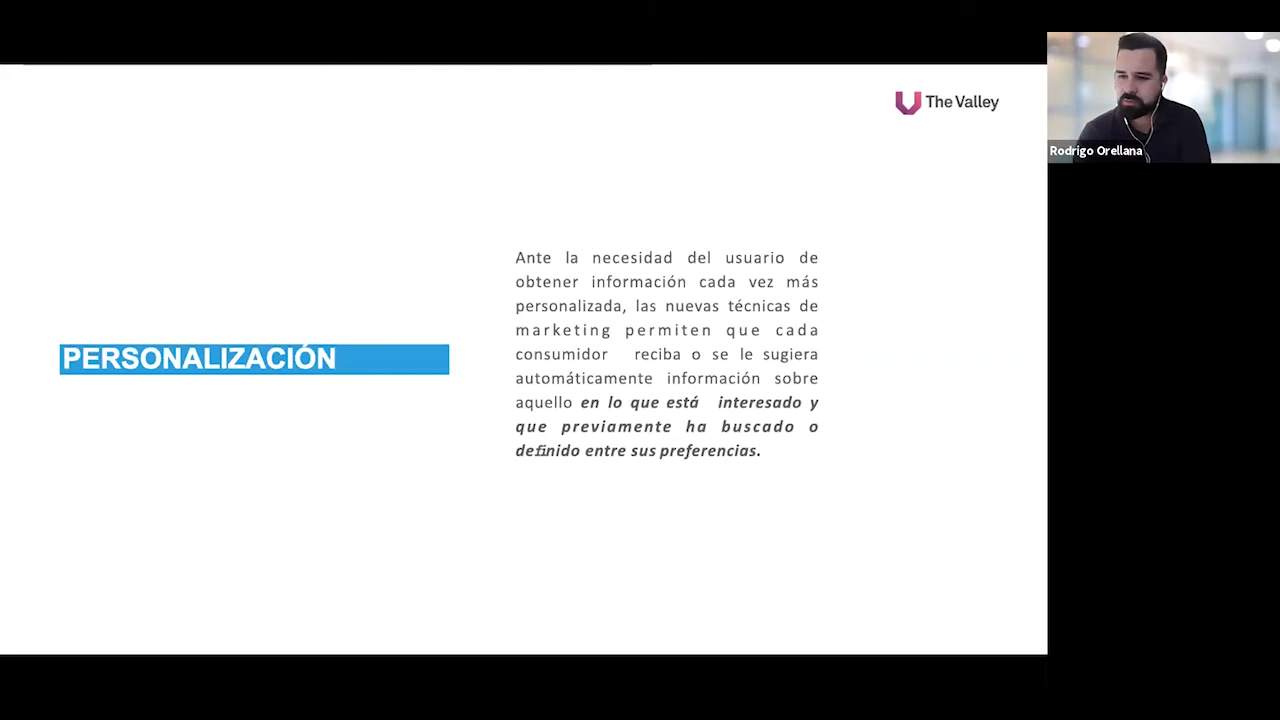 The Valley
Rodrigo Orellana
PERSONALIZACIÓN
Ante la necesidad del usuario de
obtener información cada vez más
personalizada, las nuevas técnicas de
marketing permiten que cada
consumidor reciba o se le sugiera
automáticamente información sobre
aquello en lo que está interesado y
que previamente ha buscado o
definido entre sus preferencias.